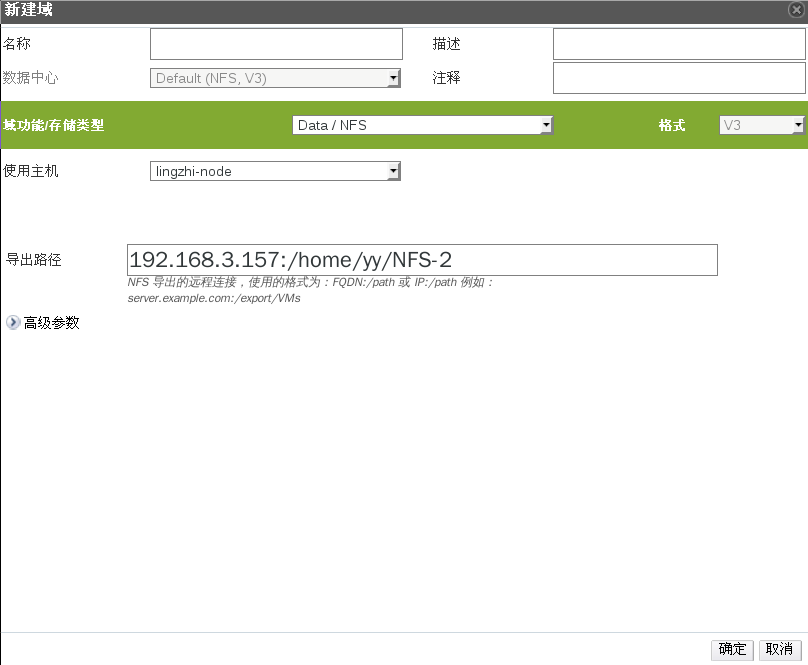 新建域
名称
描述
数据中心 Default (NFS, V3)
注释
域功能/存储类型 Data / NFS 格式 V3
使用主机 lingzhi-node
导出路径 192.168.3.157:/home/yy/NFS-2
NFS 导出的远程连接，使用的格式为：FQDN:/path 或 IP:/path 例如：
server.example.com:/export/VMs
高级参数
确定 取消